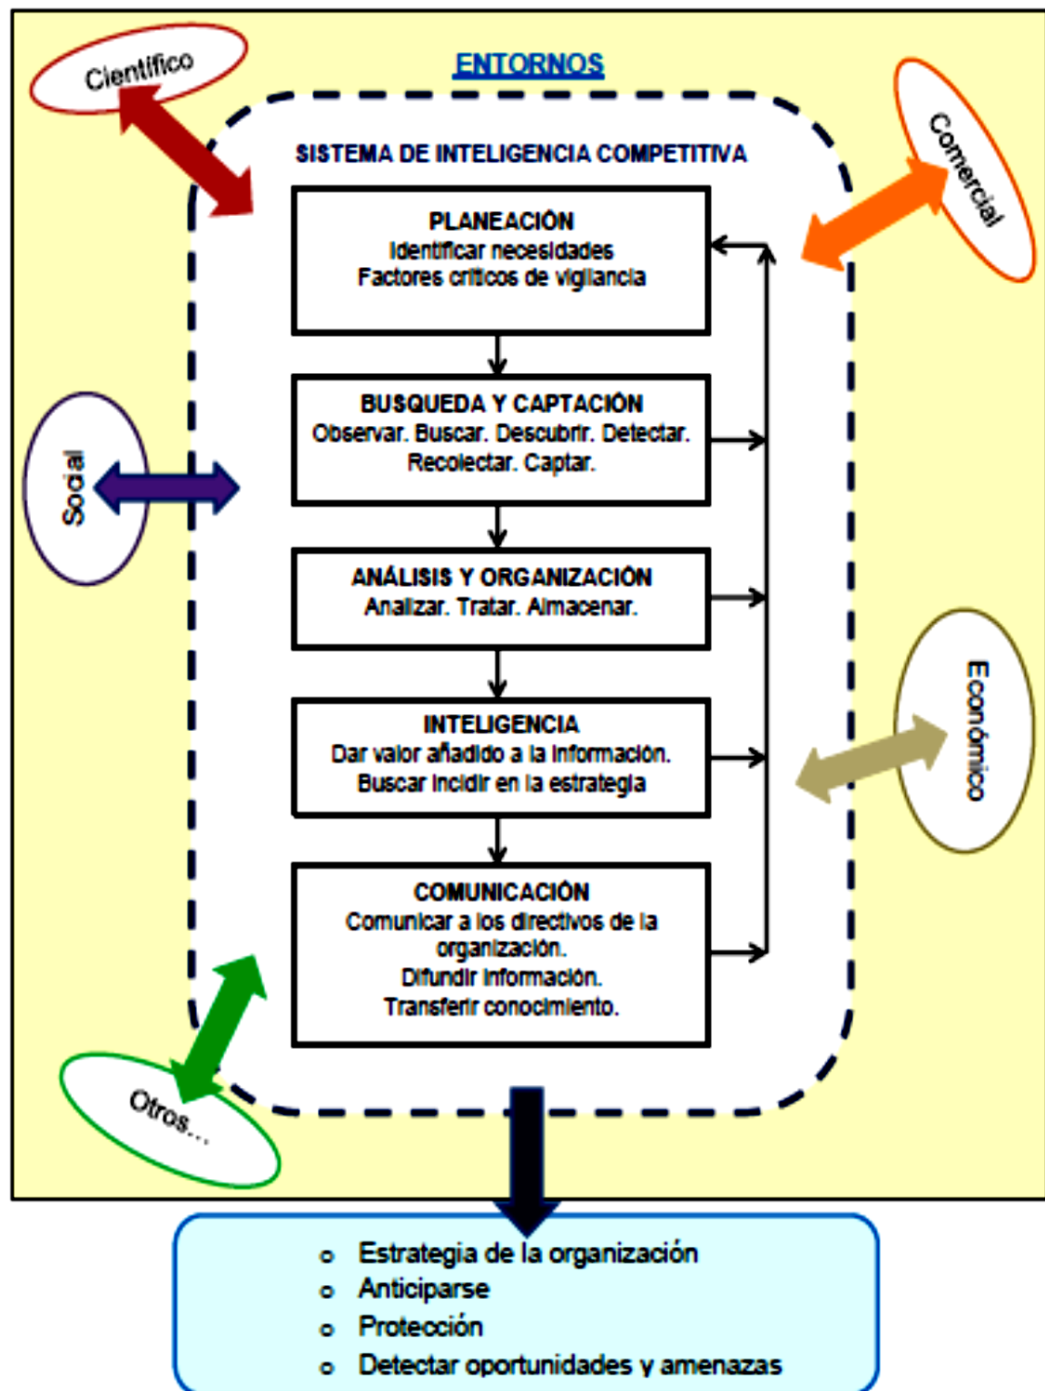 Científico
ENTORNOS
Comercial
SISTEMA DE INTELIGENCIA COMPETITIVA
PLANEACIÓN
Identificar necesidades
Factores críticos de vigilancia
BUSQUEDA Y CAPTACIÓN
Observar. Buscar. Descubrir. Detectar.
Recolectar. Captar.
Social
ANÁLISIS Y ORGANIZACIÓN
Analizar. Tratar. Almacenar.
INTELIGENCIA
Dar valor añadido a la información.
Buscar incidir en la estrategia
Económico
COMUNICACIÓN
Comunicar a los directivos de la
organización.
Difundir información.
Transferir conocimiento.
Otros...
o Estrategia de la organización
o Anticiparse
o Protección
o Detectar oportunidades y amenazas